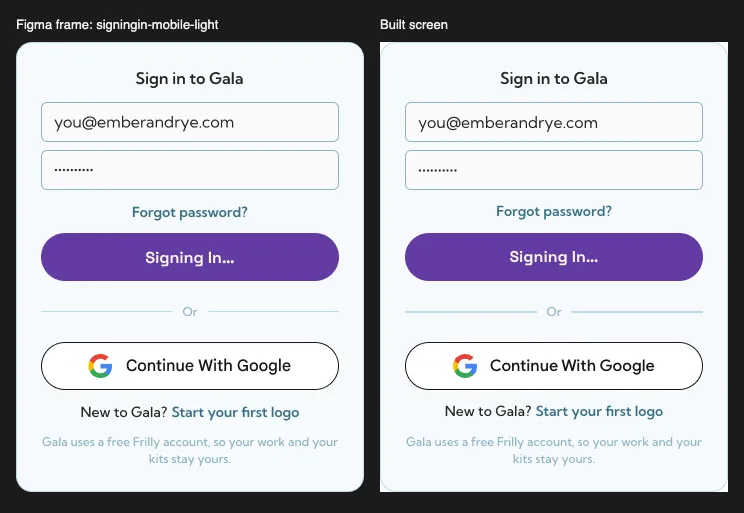 Figma frame: signingin-mobile-light
Sign in to Gala
you@emberandrye.com
••••••••••
Forgot password?
Signing In...
Or
Continue With Google
New to Gala? Start your first logo
Gala uses a free Frilly account, so your work and your
kits stay yours.
Built screen
Sign in to Gala
you@emberandrye.com
••••••••••
Forgot password?
Signing In...
Or
Continue With Google
New to Gala? Start your first logo
Gala uses a free Frilly account, so your work and your
kits stay yours.